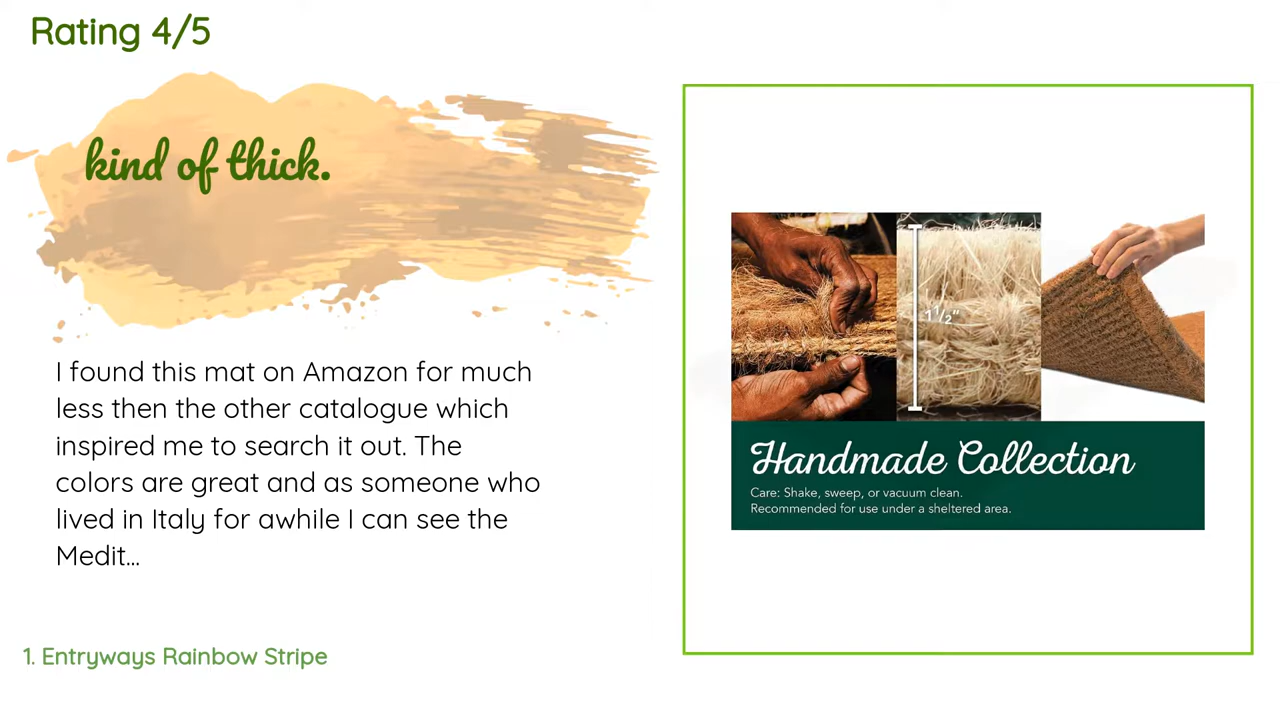 Rating 4/5
kind of thick.
I found this mat on Amazon for much
less then the other catalogue which
inspired me to search it out. The
colors are great and as someone who
lived in Italy for awhile I can see the
Medit...
1 1/2"
Handmade Collection
Care: Shake, sweep, or vacuum clean.
Recommended for use under a sheltered area.
1. Entryways Rainbow Stripe